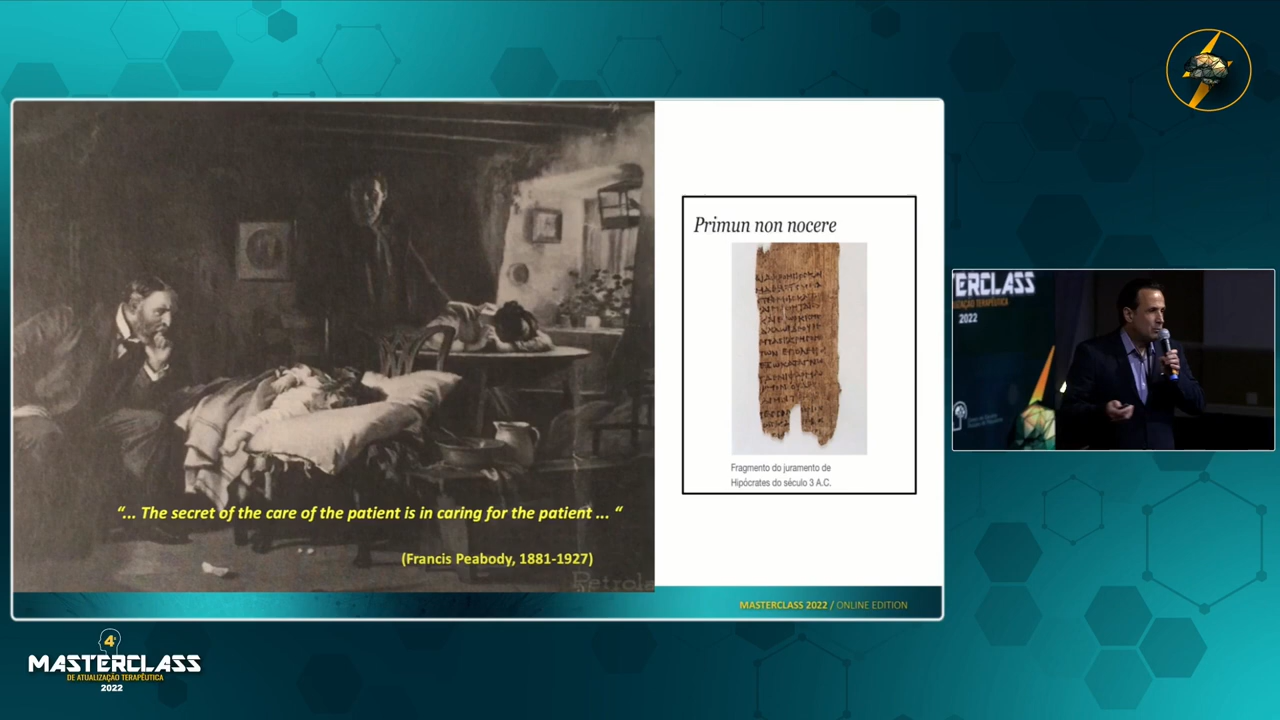 “... The secret of the care of the patient is in caring for the patient ... “
(Francis Peabody, 1881-1927)
Petrola
Primun non nocere
Fragmento do juramento de
Hipócrates do século 3 A.C.
MASTERCLASS 2022 / ONLINE EDITION
ERCLASS
2022
4ª
MASTERCLASS
DE ATUALIZAÇÃO TERAPÊUTICA
2022